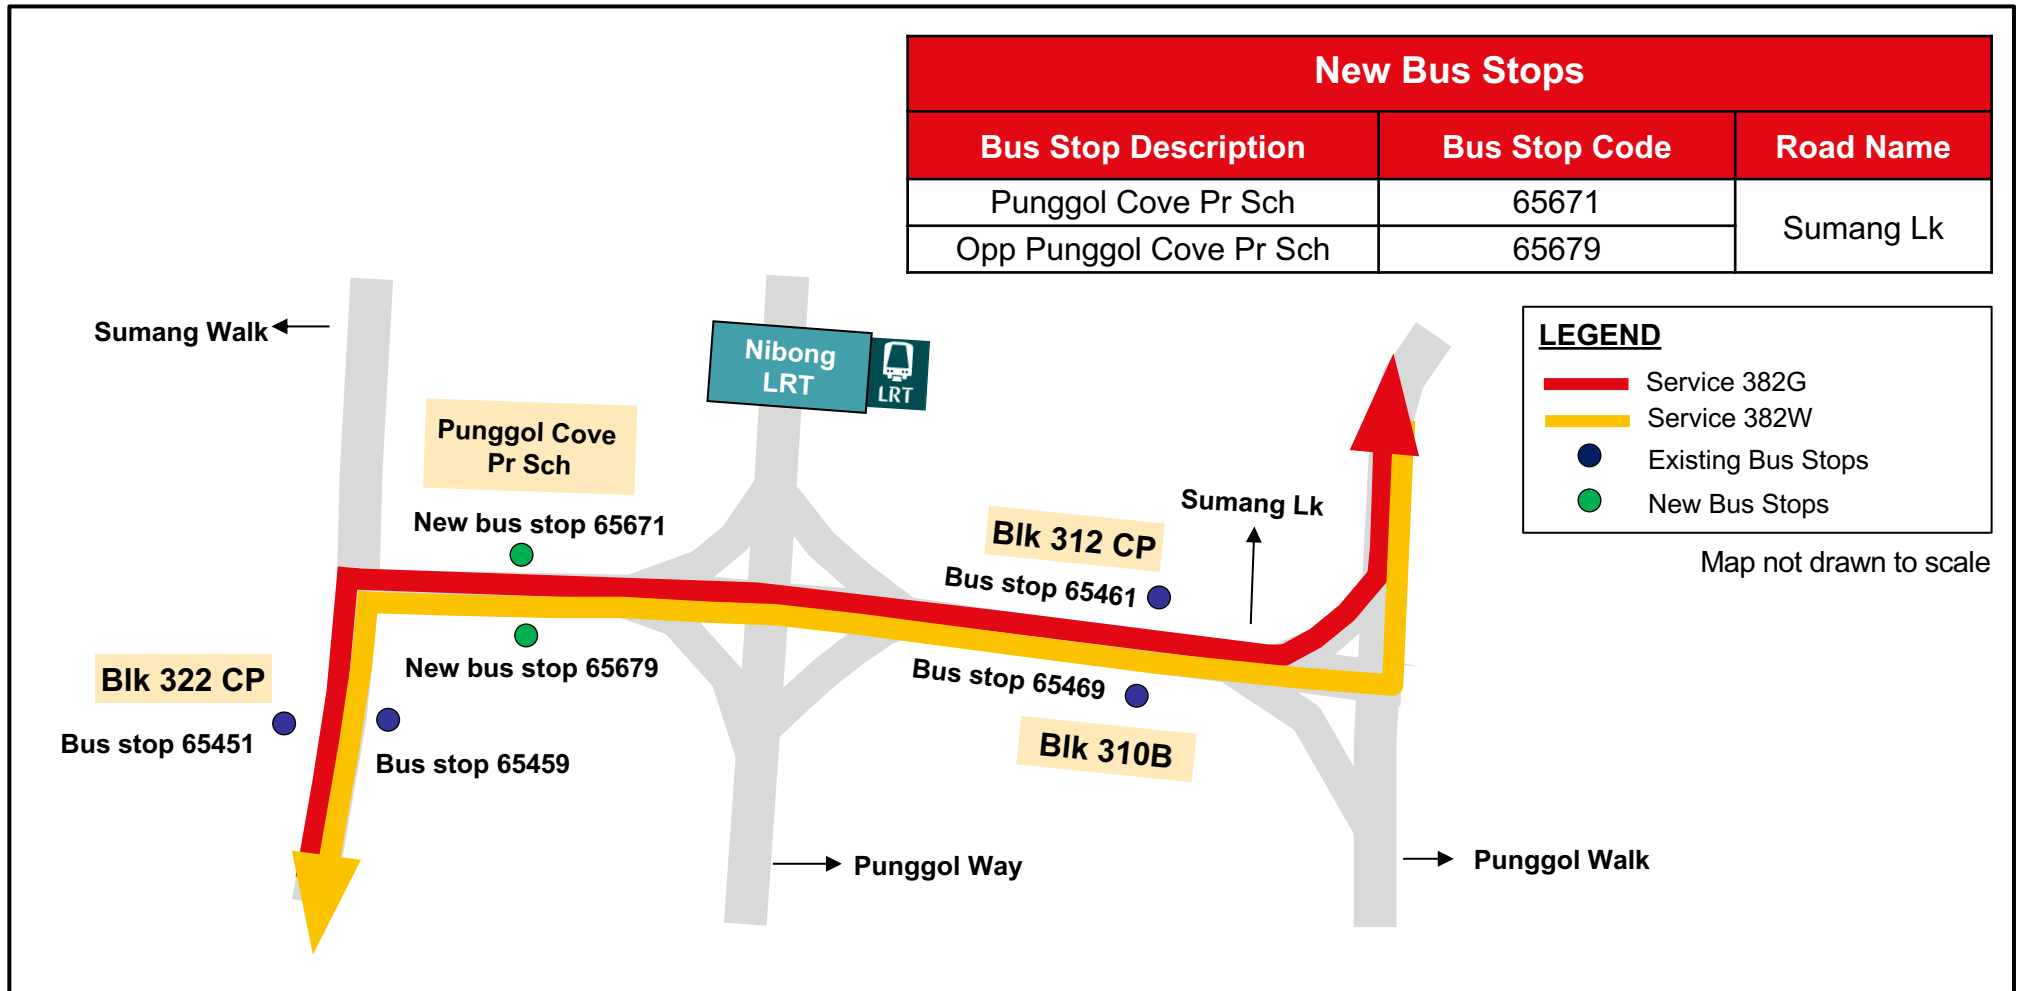 New Bus Stops
Bus Stop Description Bus Stop Code Road Name
Punggol Cove Pr Sch 65671 Sumang Lk
Opp Punggol Cove Pr Sch 65679
Sumang Walk
Nibong
LRT
LRT
LEGEND
Service 382G
Service 382W
Existing Bus Stops
New Bus Stops
Map not drawn to scale
Punggol Cove
Pr Sch
New bus stop 65671
Sumang Lk
Blk 312 CP
Bus stop 65461
New bus stop 65679
Bus stop 65469
Blk 322 CP
Bus stop 65451
Bus stop 65459
Blk 310B
Punggol Way
Punggol Walk